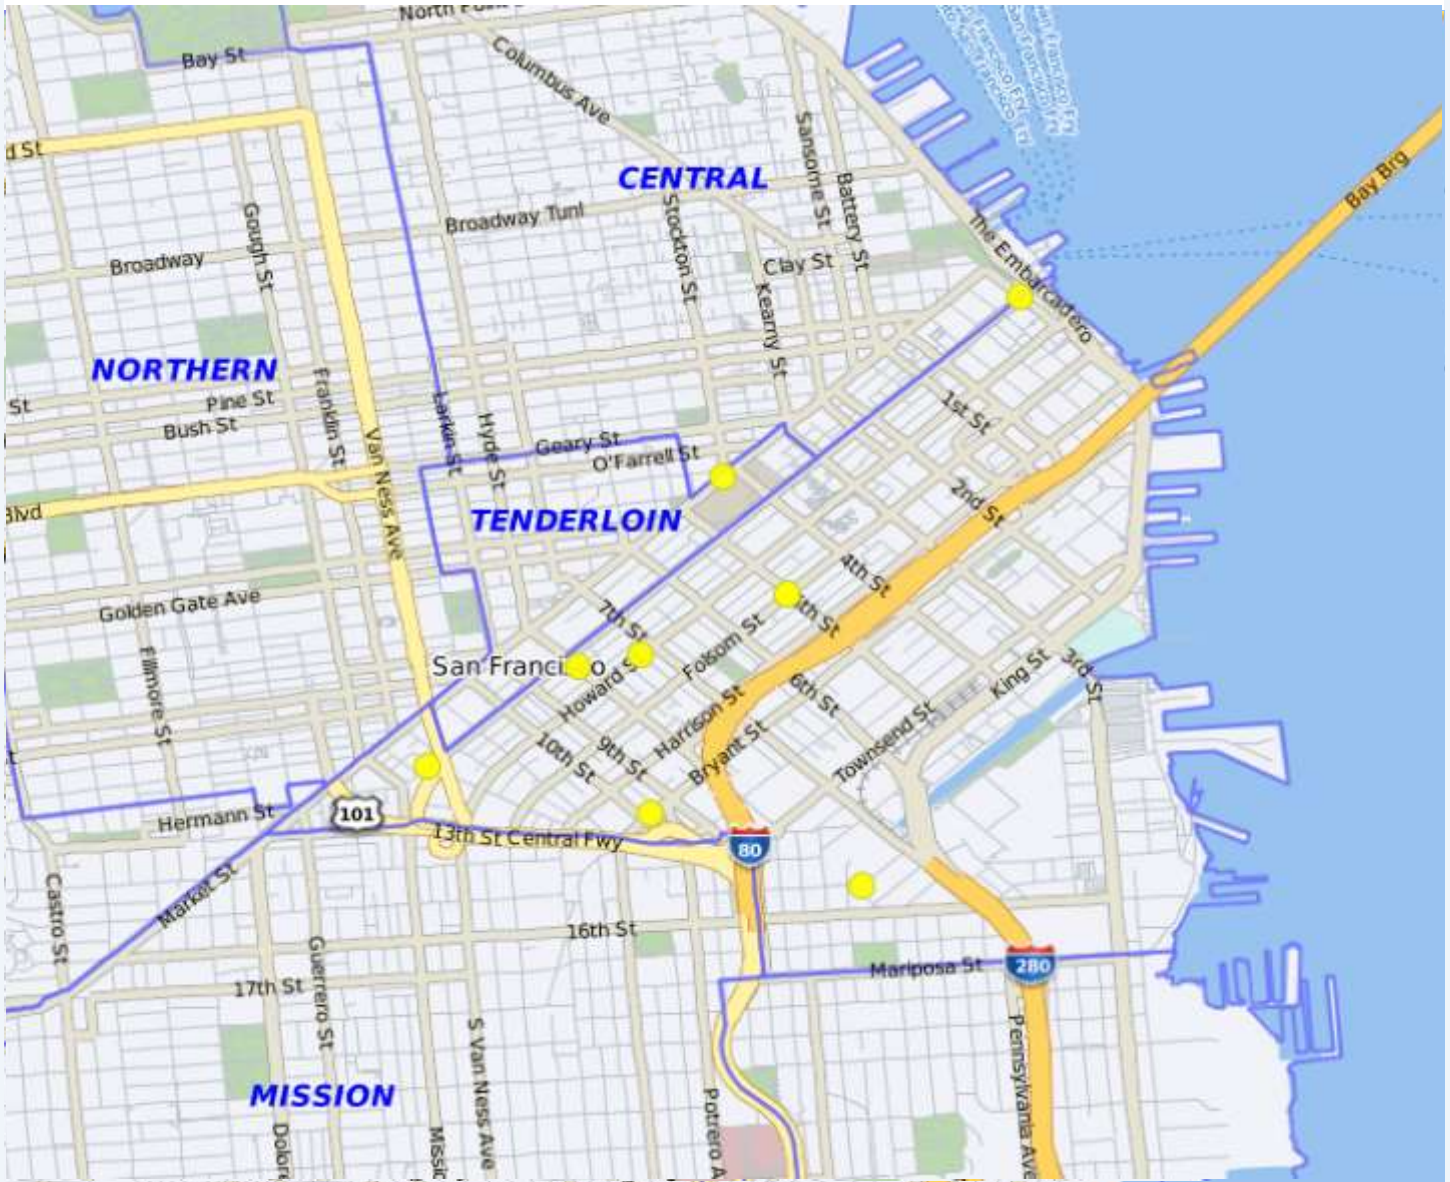 North Point S
Bay St
Columbus Ave
d St
CENTRAL
Sansome St
Battery St
Bay Brg
Gough St
Broadway Tunl
Stockton St
The Embarcadero
Broadway
Clay St
Kearny St
NORTHERN
Pine St
St
Bush St
Franklin St
Larkin St
Hyde St
1st St
Van Ness Ave
Geary St
O'Farrell St
Blvd
TENDERLOIN
2nd St
4th St
Golden Gate Ave
7th St
5th St
Folsom St
Fillmore St
San Francisco
Howard S
Harrison St
6th St
King St
3rd St
10th St
9th St
Bryant St
Townsend St
t
Hermann St
101
13th St Central Fwy
80
Market St
Castro St
16th St
Guerrero St
17th St
Mariposa St
280
S Van Ness Ave
Pennsylvania Ave
MISSION
Potrero A
Dolore
Missic